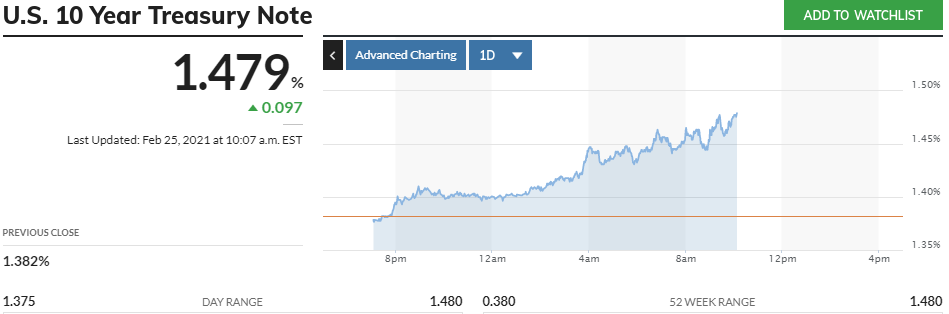 U.S. 10 Year Treasury Note
ADD TO WATCHLIST
1.479%
▲ 0.097
Last Updated: Feb 25, 2021 at 10:07 a.m. EST
PREVIOUS CLOSE
1.382%
< Advanced Charting 1D ▼
1.50%
1.45%
1.40%
1.35%
8pm 12am 4am 8am 12pm 4pm
1.375 DAY RANGE 1.480
0.380 52 WEEK RANGE 1.480